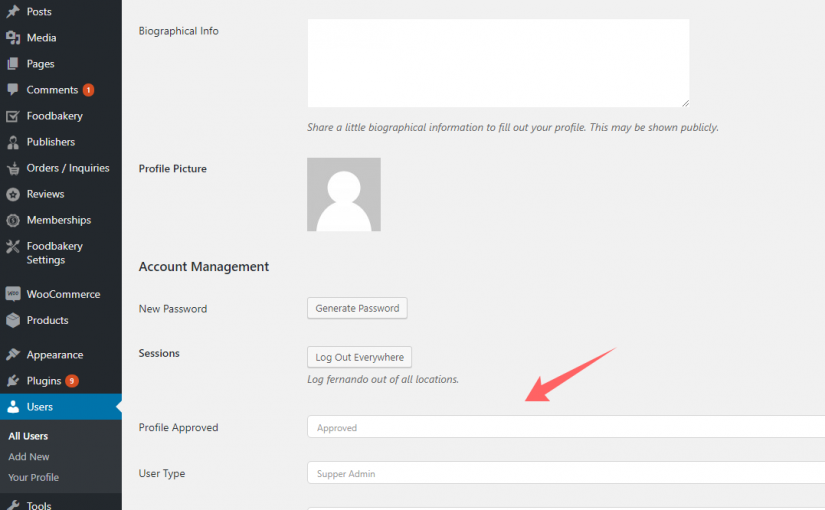 Posts
Media
Pages
Comments 1
Foodbakery
Publishers
Orders / Inquiries
Reviews
Memberships
Foodbakery
Settings
WooCommerce
Products
Appearance
Plugins 9
Users
All Users
Add New
Your Profile
Tools
Biographical Info
Share a little biographical information to fill out your profile. This may be shown publicly.
Profile Picture
Account Management
New Password
Generate Password
Sessions
Log Out Everywhere
Log fernando out of all locations.
Profile Approved
Approved
User Type
Supper Admin